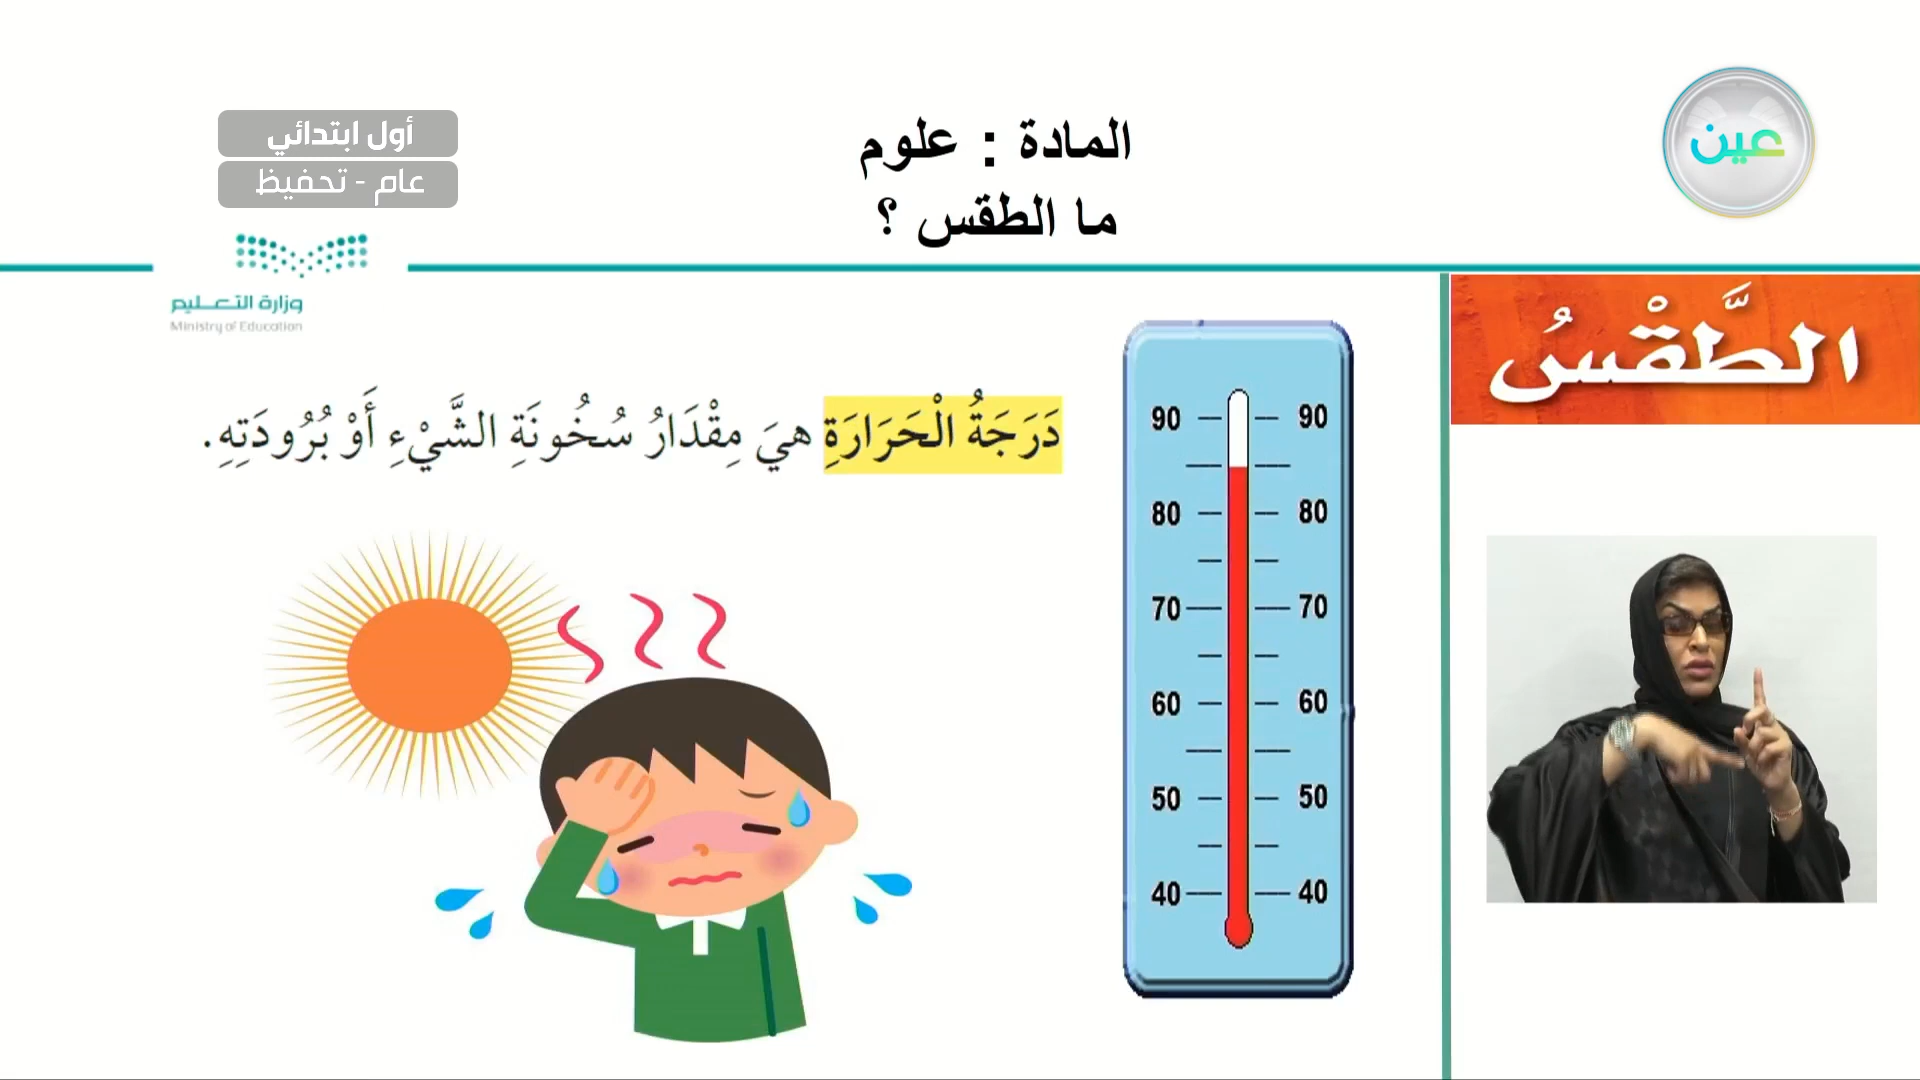 عين
المادة : علوم
ما الطقس ؟
أول ابتدائي
عام - تحفيظ
وزارة التعليم
Ministry of Education
الطَّقْسُ
دَرَجَةُ الْحَرَارَةِ هيَ مِقْدَارُ سُخُونَةِ الشَّيْءِ أَوْ بُرُودَتِهِ.
90 90
80 80
70 70
60 60
50 50
40 40